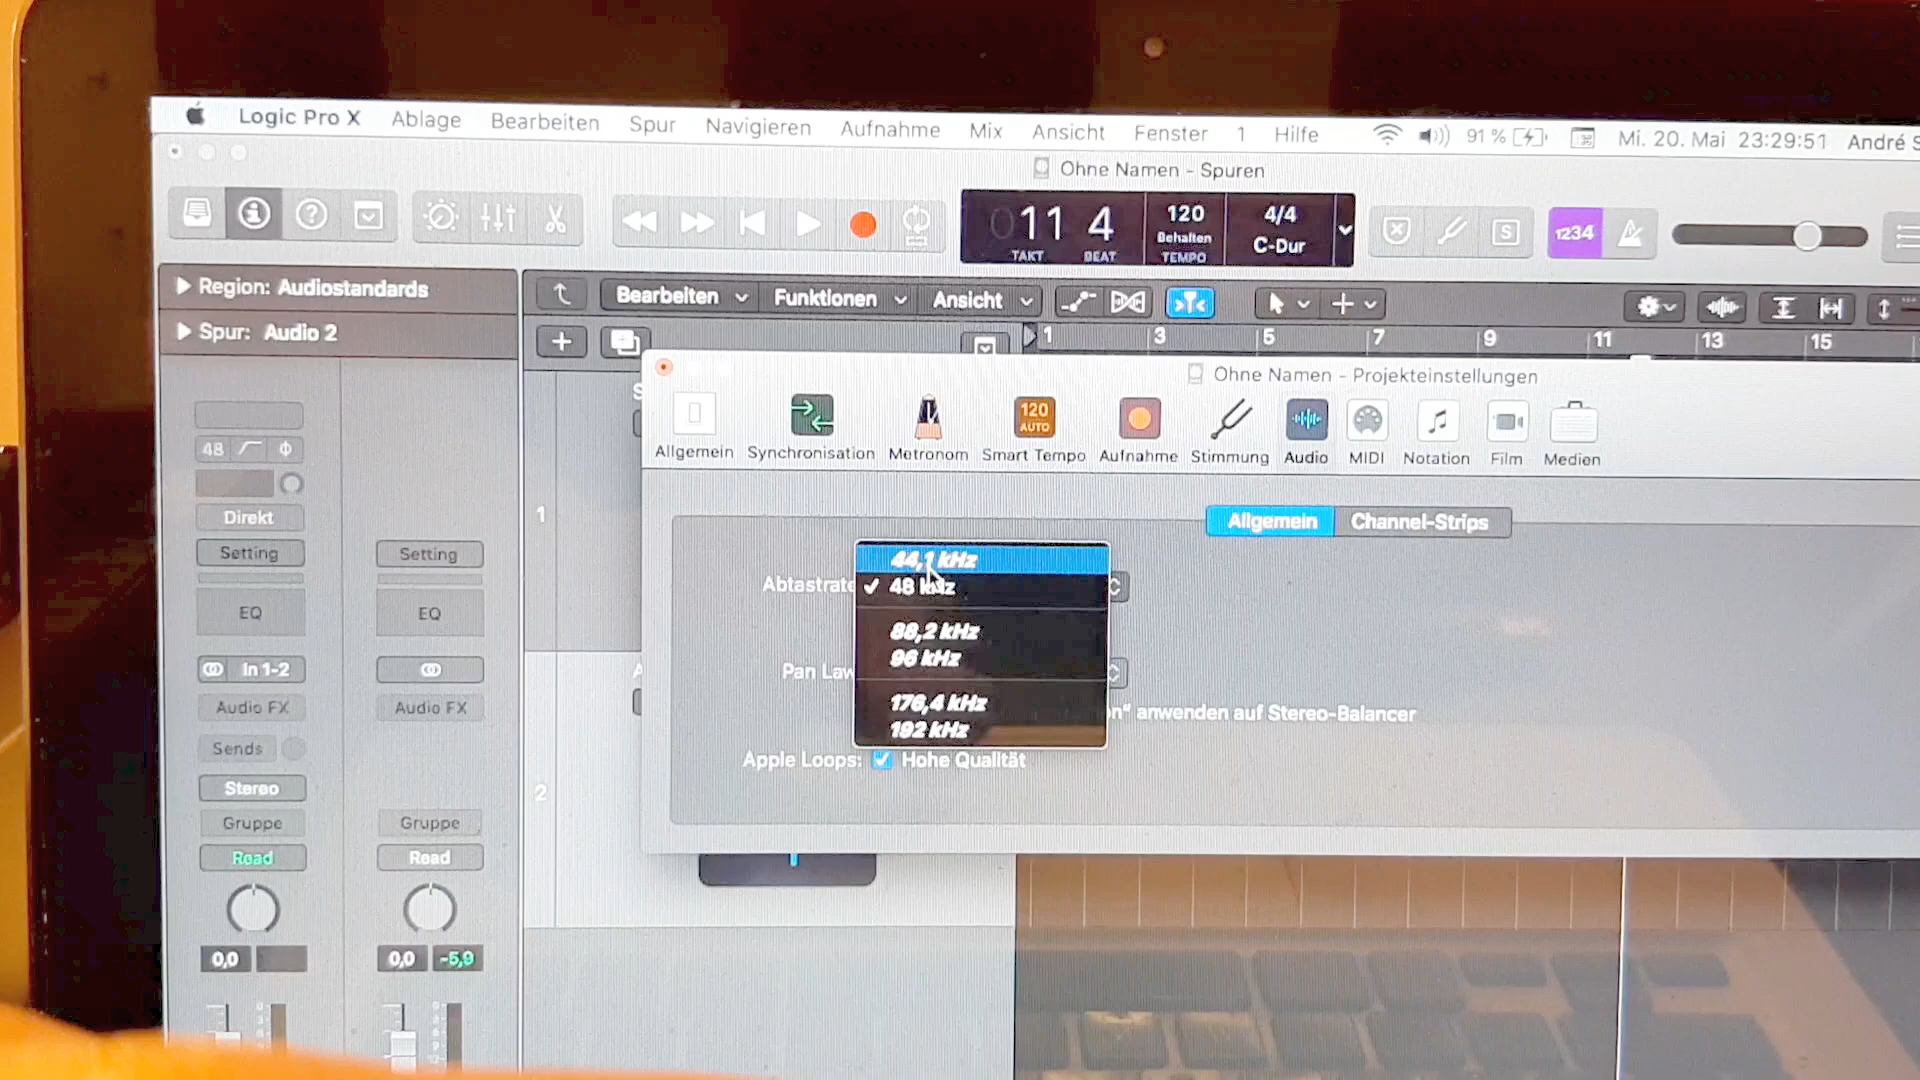 Logic Pro X Ablage Bearbeiten Spur Navigieren Aufnahme Mix Ansicht Fenster 1 Hilfe 91 % Mi. 20. Mai 23:29:51 André S
Ohne Namen - Spuren
011 4 120 4/4
Behalten C-Dur
TAKT BEAT TEMPO
S 1234
Region: Audiostandards
Bearbeiten Funktionen Ansicht
Spur: Audio 2
1 3 5 7 9 11 13 15
Ohne Namen - Projekteinstellungen
120
AUTO
Allgemein Synchronisation Metronom Smart Tempo Aufnahme Stimmung Audio MIDI Notation Film Medien
48
Direkt
Setting Setting
EQ EQ
In 1-2
Audio FX Audio FX
Sends
Stereo
Gruppe Gruppe
Read Read
0,0 0,0 -5,9
1
2
Allgemein Channel-Strips
Abtastrate
44,1 kHz
✓ 48 kHz
88,2 kHz
96 kHz
176,4 kHz
192 kHz
Pan Law
n" anwenden auf Stereo-Balancer
Apple Loops: Hohe Qualität